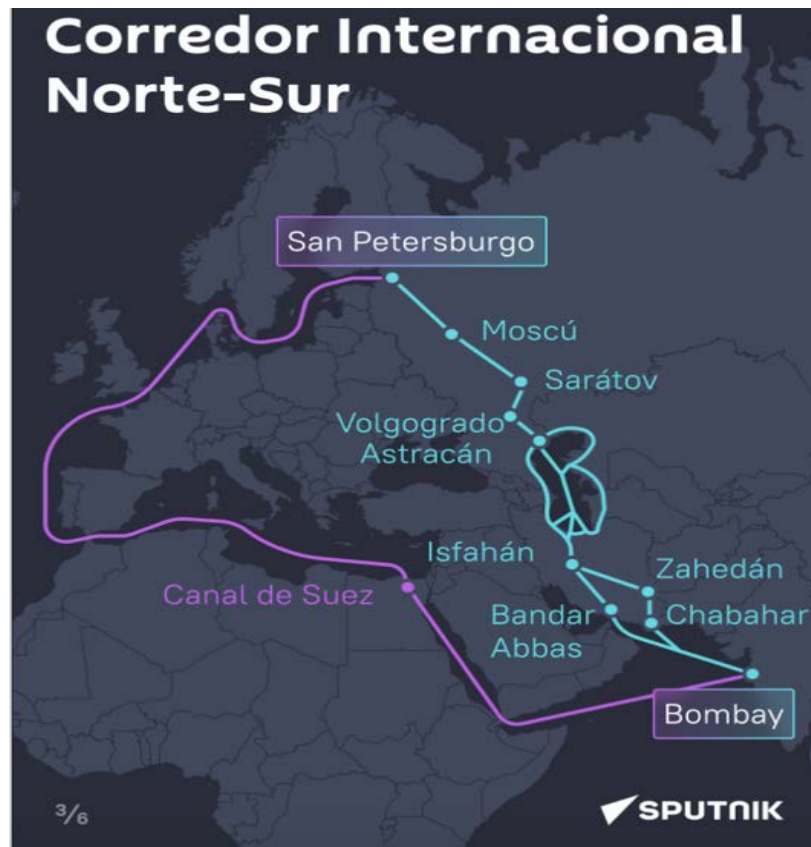 Corredor Internacional
Norte-Sur
San Petersburgo
Moscú
Sarátov
Volgogrado
Astracán
Isfahán
Zahedán
Canal de Suez
Bandar
Abbas
Chabahar
Bombay
3/6
SPUTNIK